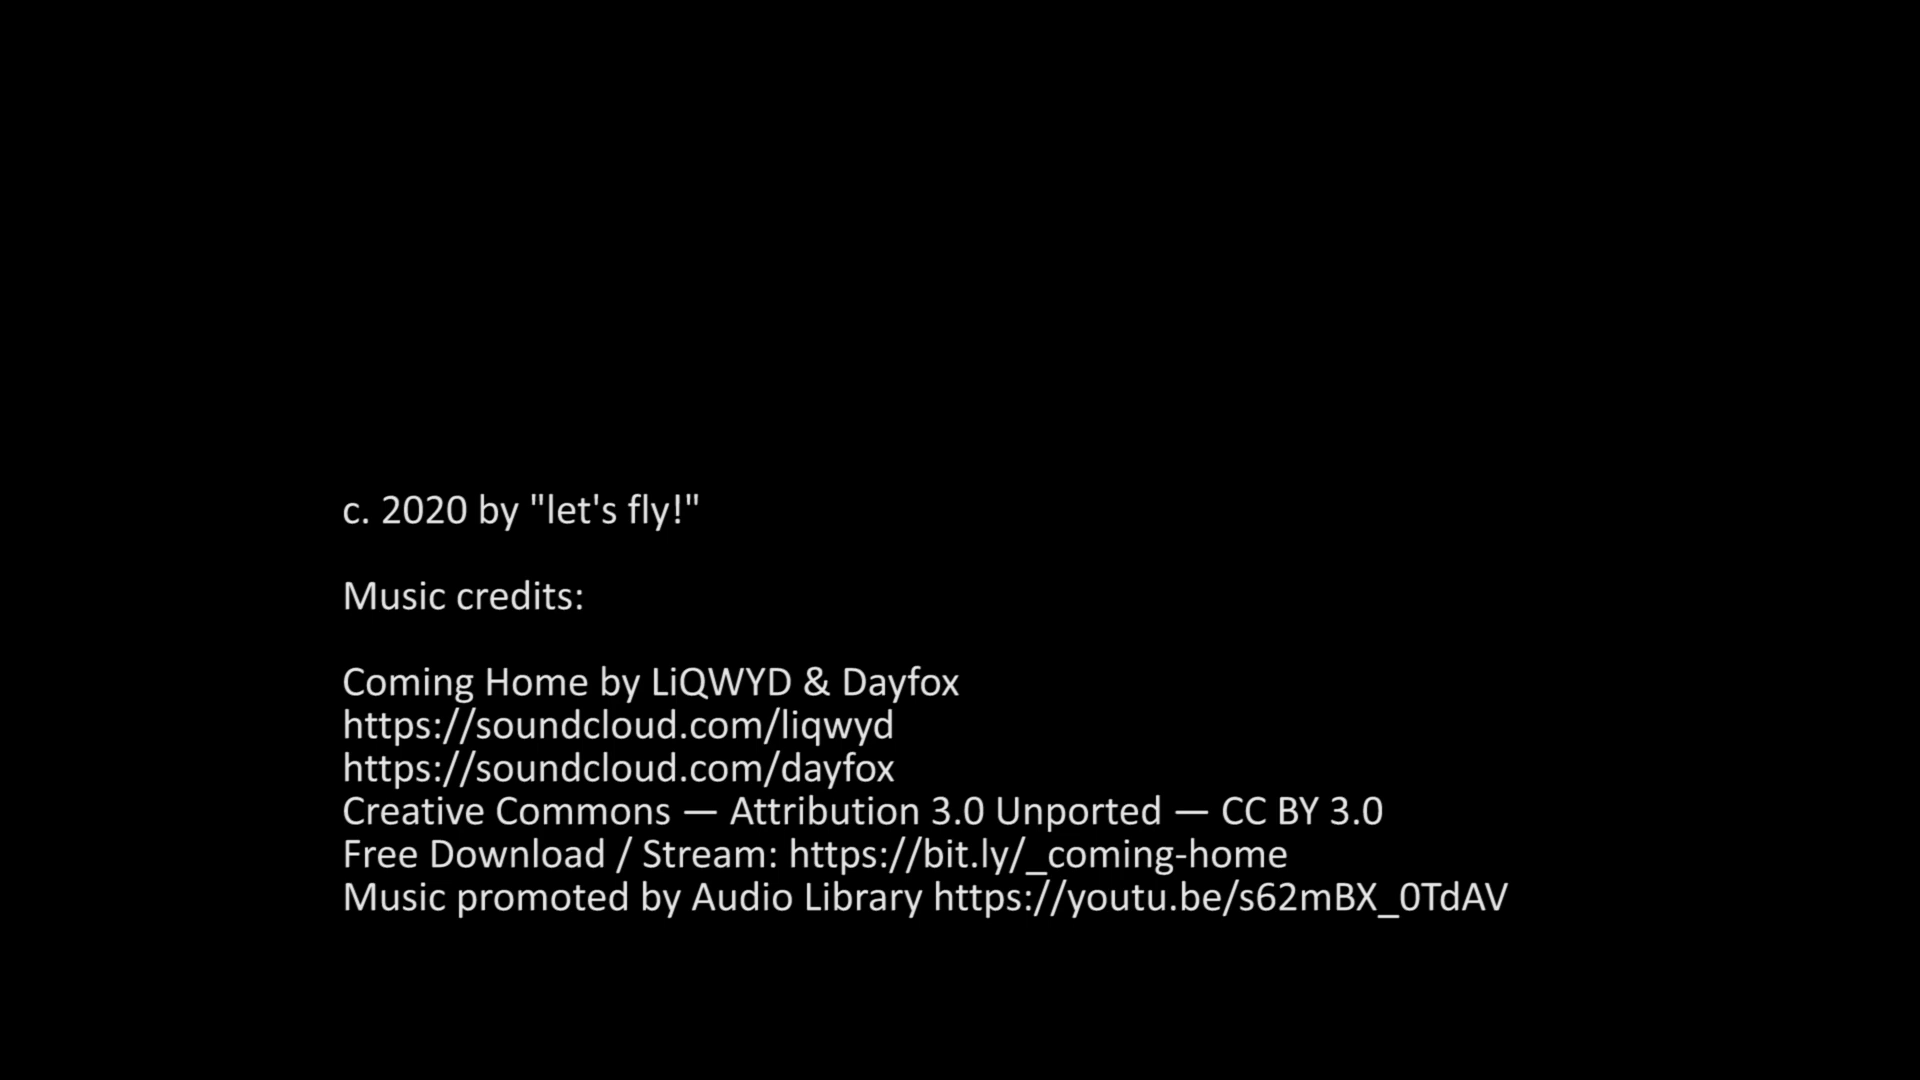 c. 2020 by "let's fly!"
Music credits:
Coming Home by LiQWYD & Dayfox
https://soundcloud.com/liqwyd
https://soundcloud.com/dayfox
Creative Commons — Attribution 3.0 Unported — CC BY 3.0
Free Download / Stream: https://bit.ly/_coming-home
Music promoted by Audio Library https://youtu.be/s62mBX_0TdAV